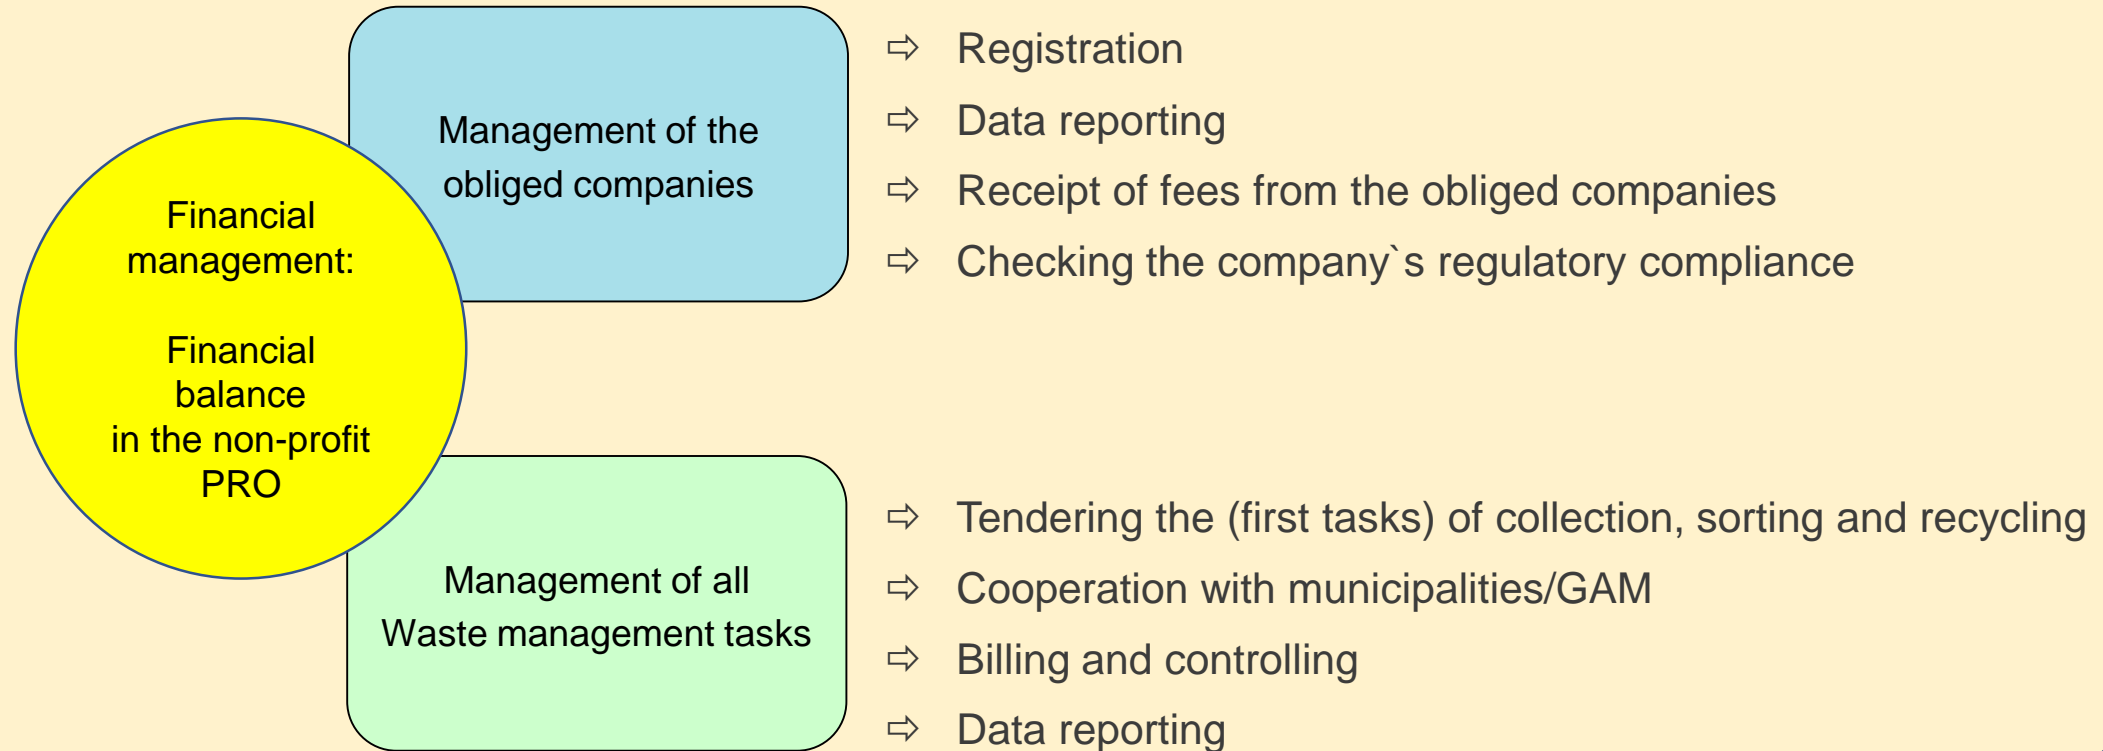 Financial
management:
Financial
balance
in the non-profit
PRO
Management of the
obliged companies
⇨ Registration
⇨ Data reporting
⇨ Receipt of fees from the obliged companies
⇨ Checking the company`s regulatory compliance
Management of all
Waste management tasks
⇨ Tendering the (first tasks) of collection, sorting and recycling
⇨ Cooperation with municipalities/GAM
⇨ Billing and controlling
⇨ Data reporting